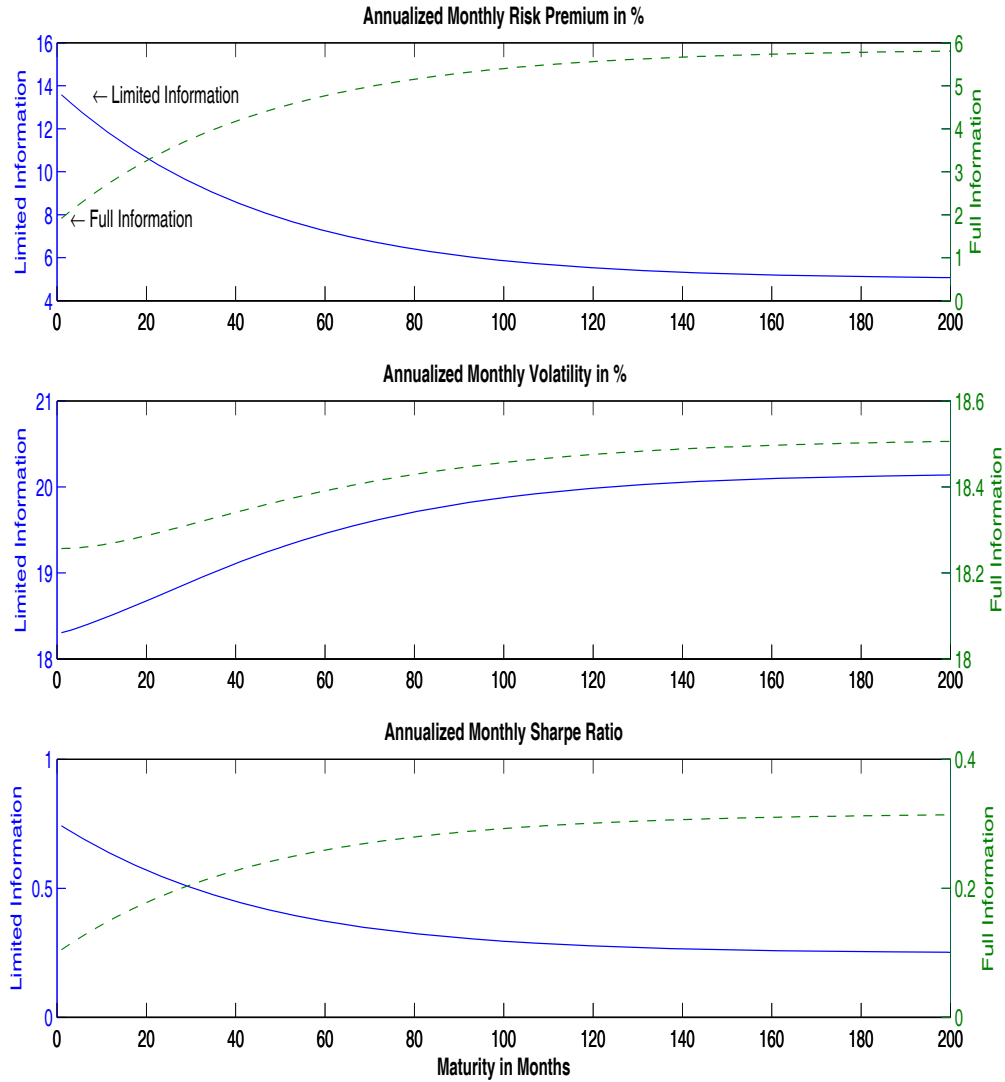 Annualized Monthly Risk Premium in %
16
14
12
10
8
6
4
Limited Information
← Limited Information
← Full Information
6
5
4
3
2
1
0
Full Information
0 20 40 60 80 100 120 140 160 180 200
Annualized Monthly Volatility in %
21
20
19
18
Limited Information
18.6
18.4
18.2
18
Full Information
0 20 40 60 80 100 120 140 160 180 200
Annualized Monthly Sharpe Ratio
1
0.5
0
Limited Information
0.4
0.2
0
Full Information
0 20 40 60 80 100 120 140 160 180 200
Maturity in Months